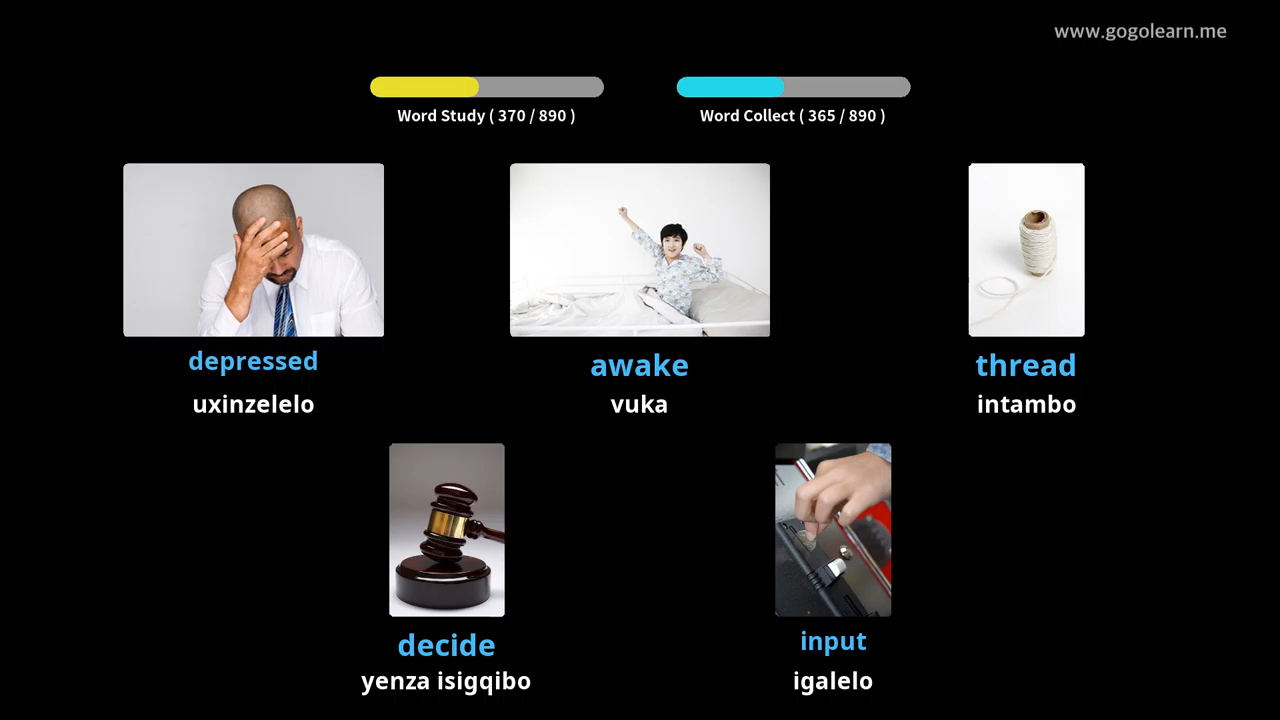 www.gogolearn.me
Word Study ( 370 / 890 )
Word Collect ( 365 / 890 )
depressed
awake
thread
uxinzelelo
vuka
intambo
decide
input
yenza isigqibo
igalelo